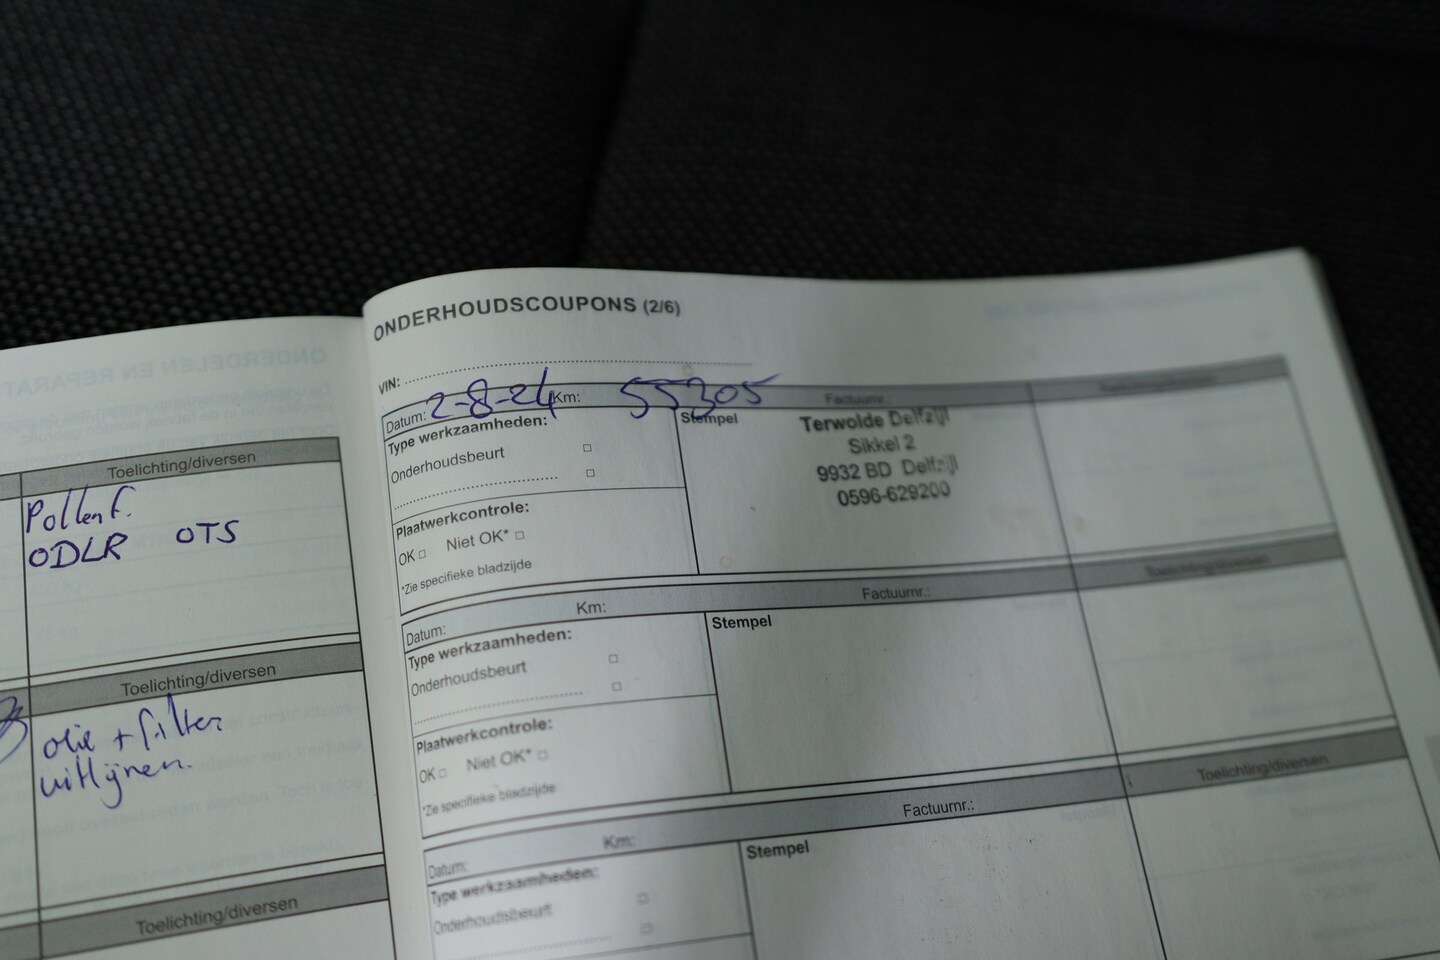 Toelichting/diversen
Pollenf.
ODLR OTS
Toelichting/diversen
olie + filter
uitlijnen.
Toelichting/diversen
ONDERHOUDSCOUPONS (2/6)
VIN:
Datum: 2-8-24 Km: 55305 Factuurnr.: Toelichting/diversen
Type werkzaamheden:
Onderhoudsbeurt
Plaatwerkcontrole:
OK Niet OK*
*Zie specifieke bladzijde
Stempel
Terwolde Delfzijl
Sikkel 2
9932 BD Delfzijl
0596-629200
Datum: Km: Factuurnr.: Toelichting/diversen
Type werkzaamheden:
Onderhoudsbeurt
Plaatwerkcontrole:
OK Niet OK*
*Zie specifieke bladzijde
Stempel
Datum: Km: Factuurnr.: Toelichting/diversen
Type werkzaamheden:
Onderhoudsbeurt
Stempel